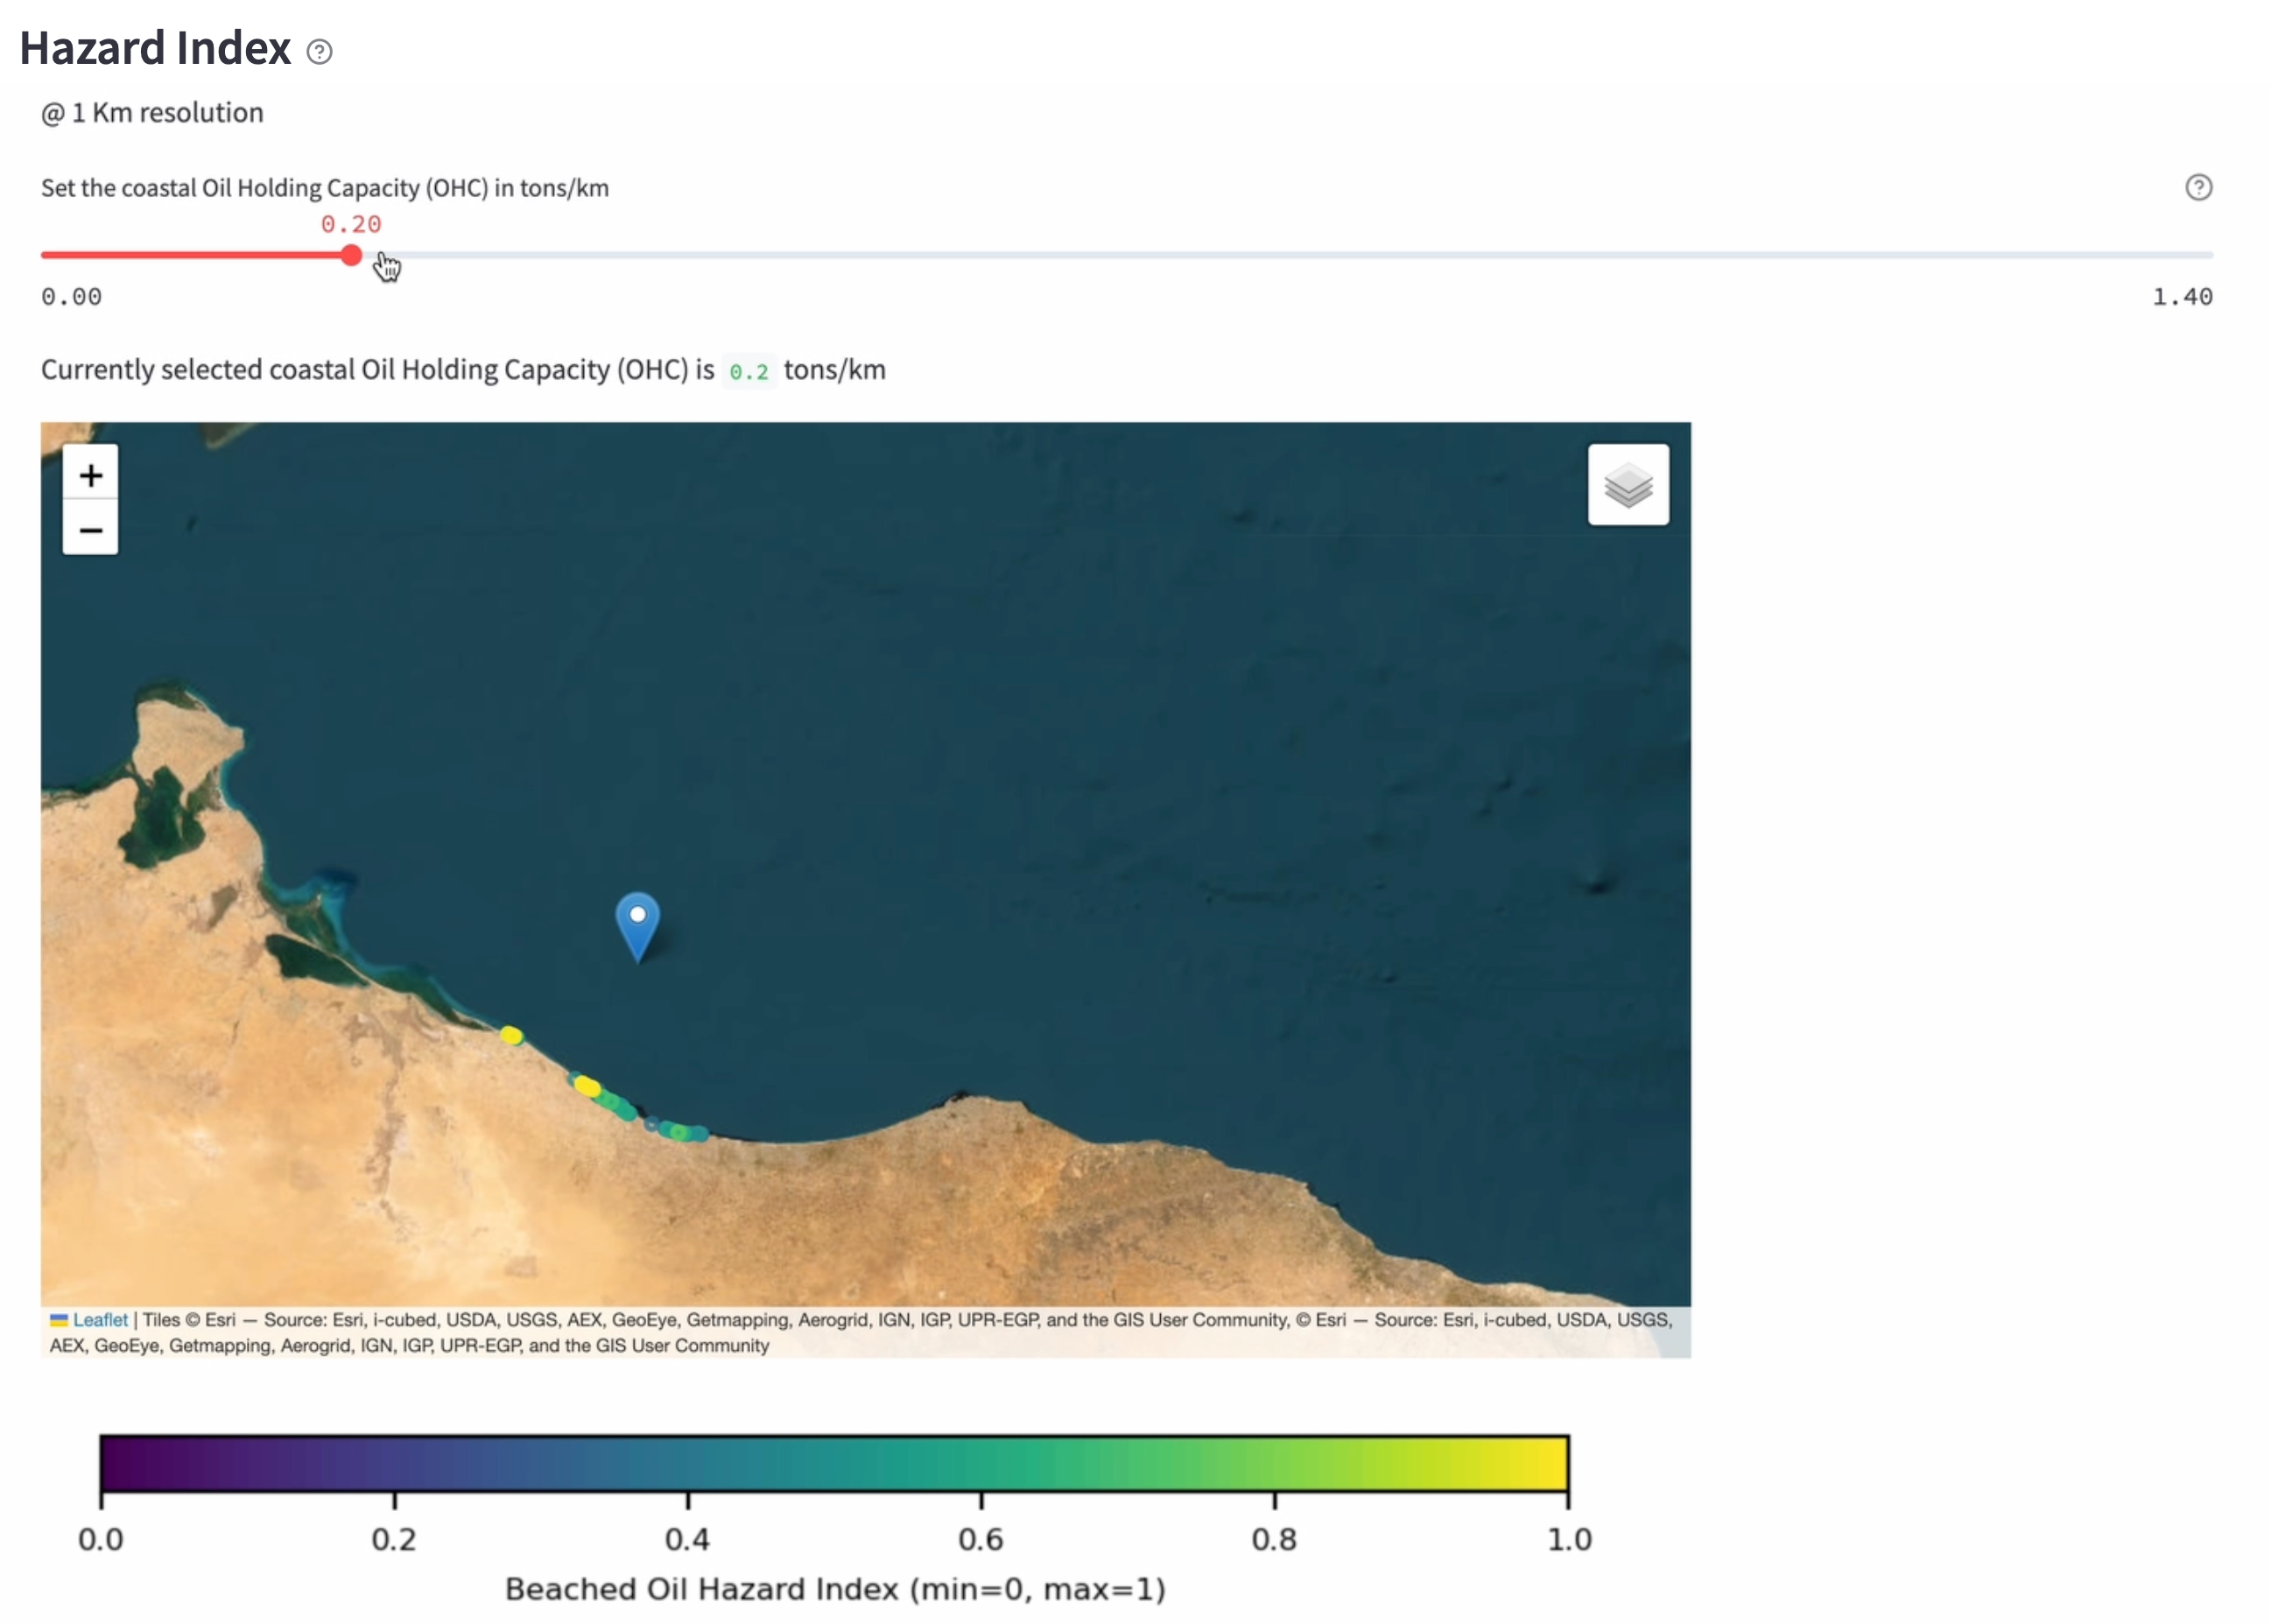 Hazard Index ?
@ 1 Km resolution
Set the coastal Oil Holding Capacity (OHC) in tons/km ?
0.20
0.00 1.40
Currently selected coastal Oil Holding Capacity (OHC) is 0.2 tons/km
+
−
Leaflet | Tiles © Esri — Source: Esri, i-cubed, USDA, USGS, AEX, GeoEye, Getmapping, Aerogrid, IGN, IGP, UPR-EGP, and the GIS User Community, © Esri — Source: Esri, i-cubed, USDA, USGS,
AEX, GeoEye, Getmapping, Aerogrid, IGN, IGP, UPR-EGP, and the GIS User Community
0.0 0.2 0.4 0.6 0.8 1.0
Beached Oil Hazard Index (min=0, max=1)